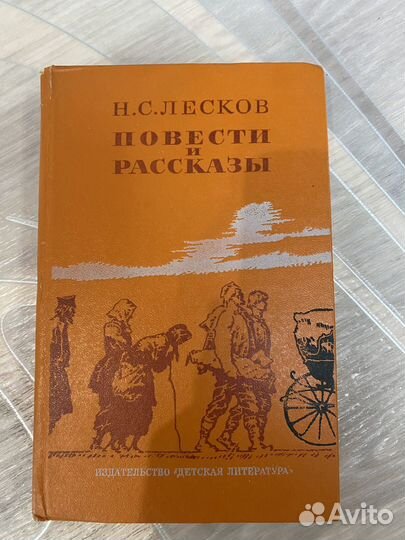 Н.С.ЛЕСКОВ
ПОВЕСТИ
и
РАССКАЗЫ
ИЗДАТЕЛЬСТВО «ДЕТСКАЯ ЛИТЕРАТУРА»
Avito